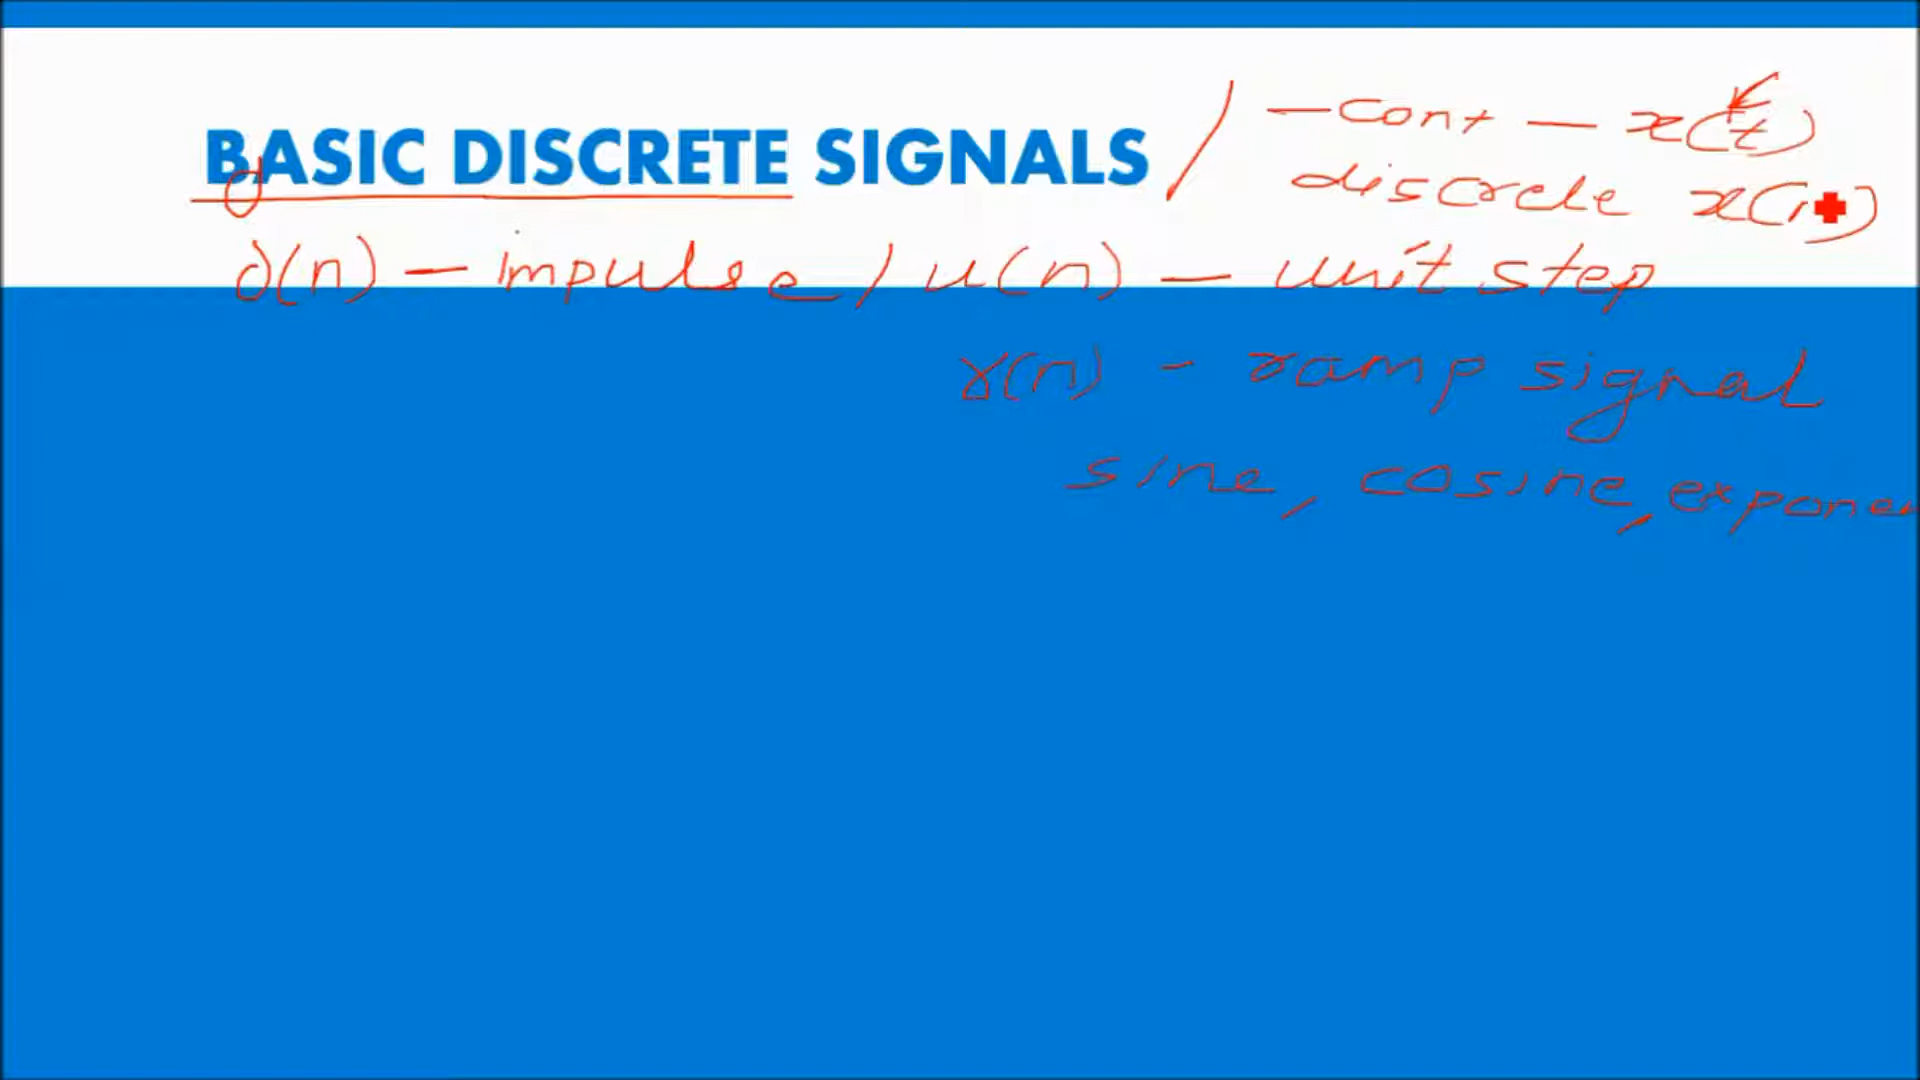 BASIC DISCRETE SIGNALS / - cont - x(t)
discrete x(n)
δ(n) - impulse / u(n) - unit step
r(n) - ramp signal
sine, cosine, exponen